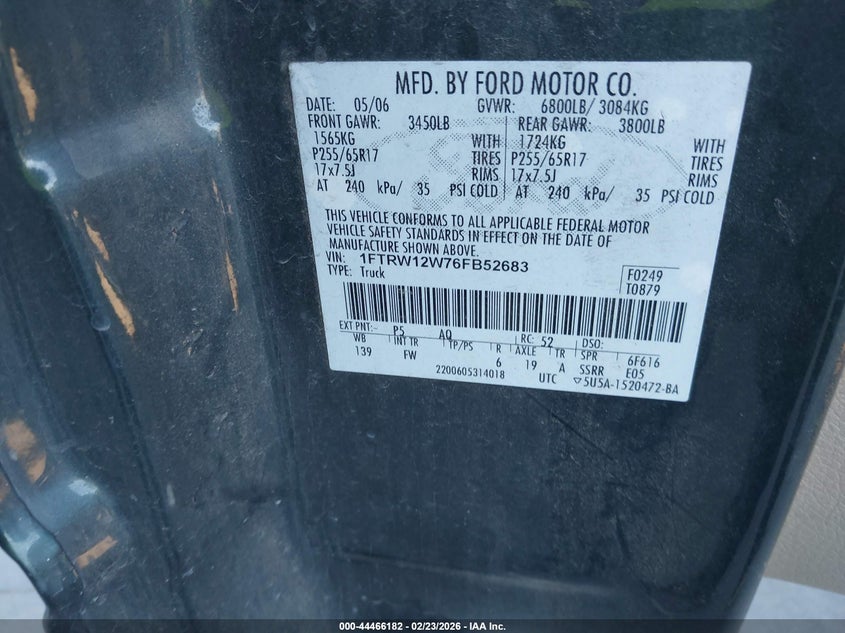 MFD. BY FORD MOTOR CO.
DATE: 05/06 GVWR: 6800LB/ 3084KG
FRONT GAWR: 3450LB REAR GAWR: 3800LB
1565KG WITH 1724KG WITH
P255/65R17 TIRES P255/65R17 TIRES
17x7.5J RIMS 17x7.5J RIMS
AT 240 kPa/ 35 PSI COLD AT 240 kPa/ 35 PSI COLD
THIS VEHICLE CONFORMS TO ALL APPLICABLE FEDERAL MOTOR
VEHICLE SAFETY STANDARDS IN EFFECT ON THE DATE OF
MANUFACTURE SHOWN ABOVE.
VIN: 1FTRW12W76FB52683
TYPE: Truck
F0249
T0879
EXT PNT:- P5 AQ RC: 52 DSO:
WB INT TR TP/PS R AXLE TR SPR 6F616
139 FW 6 19 A SSRR E05
2200605314018 UTC ▽5U5A-1520472-BA
000-44466182 - 02/23/2026 - IAA Inc.